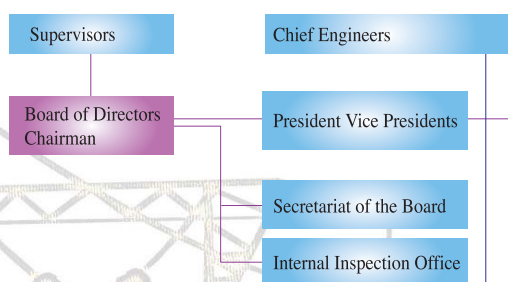 Supervisors
Chief Engineers
Board of Directors
Chairman
President Vice Presidents
Secretariat of the Board
Internal Inspection Office